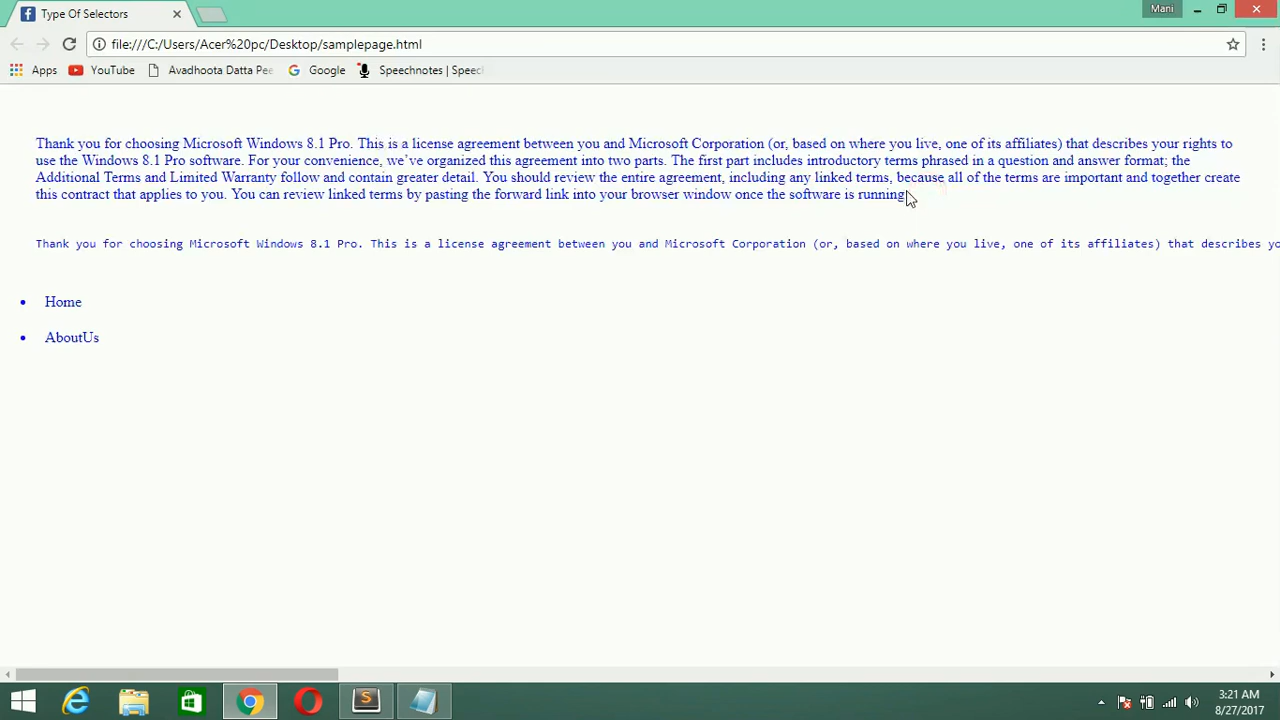 Type Of Selectors
Mani
file:///C:/Users/Acer%20pc/Desktop/samplepage.html
Apps YouTube Avadhoota Datta Pee Google Speechnotes | Speec
Thank you for choosing Microsoft Windows 8.1 Pro. This is a license agreement between you and Microsoft Corporation (or, based on where you live, one of its affiliates) that describes your rights to
use the Windows 8.1 Pro software. For your convenience, we've organized this agreement into two parts. The first part includes introductory terms phrased in a question and answer format; the
Additional Terms and Limited Warranty follow and contain greater detail. You should review the entire agreement, including any linked terms, because all of the terms are important and together create
this contract that applies to you. You can review linked terms by pasting the forward link into your browser window once the software is running.
Thank you for choosing Microsoft Windows 8.1 Pro. This is a license agreement between you and Microsoft Corporation (or, based on where you live, one of its affiliates) that describes yo
Home
AboutUs
3:21 AM
8/27/2017